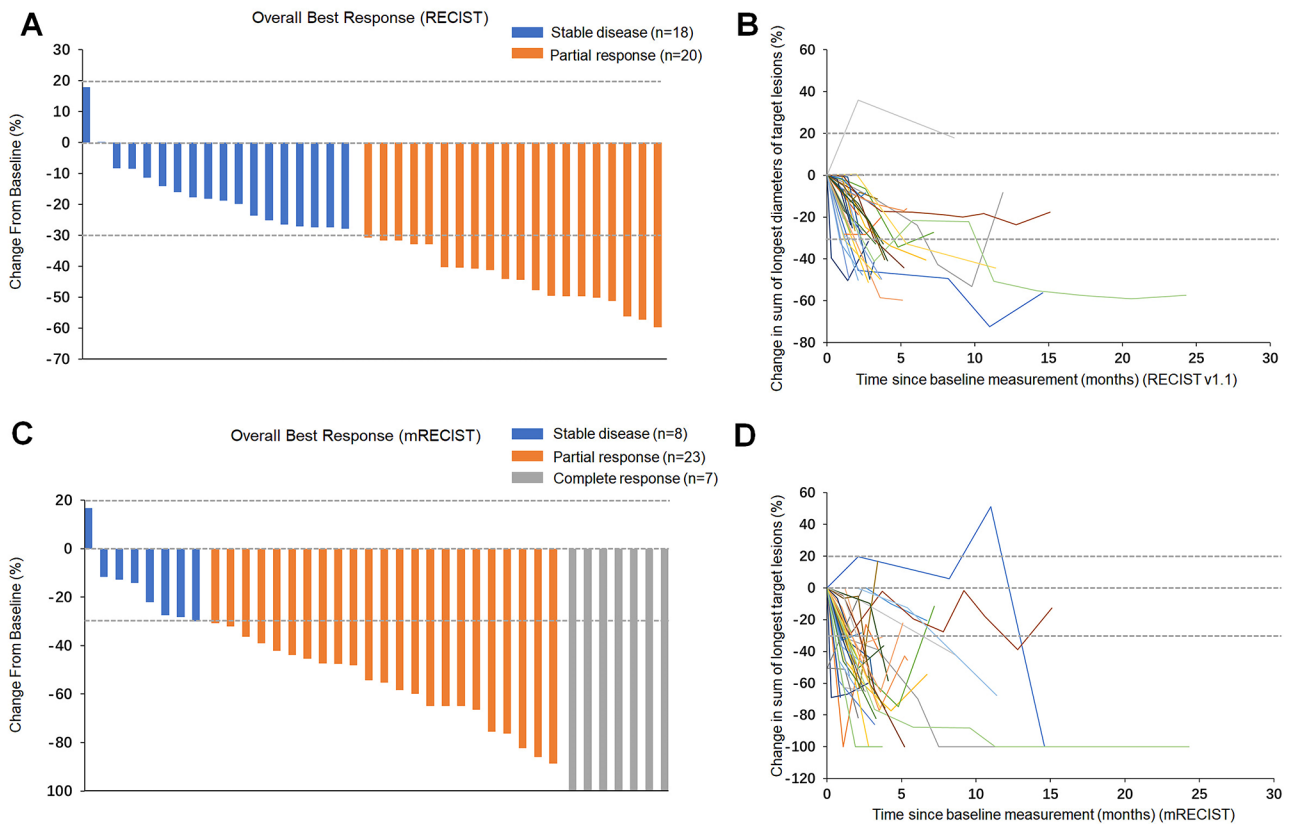 A
Overall Best Response (RECIST)
Stable disease (n=18)
Partial response (n=20)
Change From Baseline (%)
30
20
10
0
-10
-20
-30
-40
-50
-60
-70
B
Change in sum of longest diameters of target lesions (%)
60
40
20
0
-20
-40
-60
-80
0 5 10 15 20 25 30
Time since baseline measurement (months) (RECIST v1.1)
C
Overall Best Response (mRECIST)
Stable disease (n=8)
Partial response (n=23)
Complete response (n=7)
Change From Baseline (%)
20
0
-20
-40
-60
-80
100
D
Change in sum of longest target lesions (%)
60
40
20
0
-20
-40
-60
-80
-100
-120
0 5 10 15 20 25 30
Time since baseline measurement (months) (mRECIST)